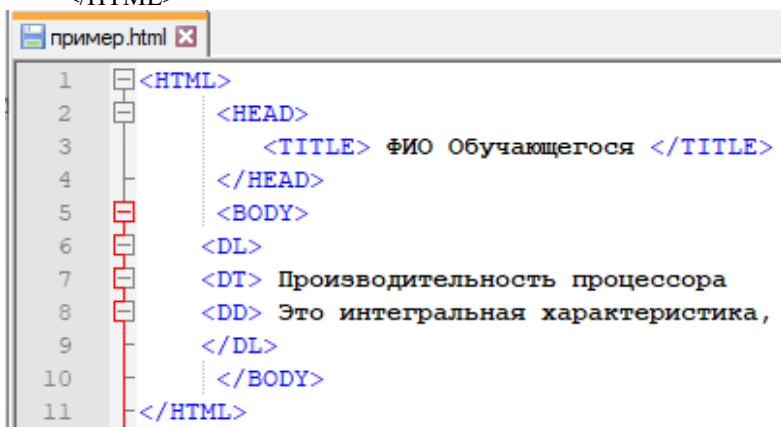 </HTML>
пример.html
1 <HTML>
2 <HEAD>
3 <TITLE> ФИО Обучающегося </TITLE>
4 </HEAD>
5 <BODY>
6 <DL>
7 <DT> Производительность процессора
8 <DD> Это интегральная характеристика,
9 </DL>
10 </BODY>
11 </HTML>